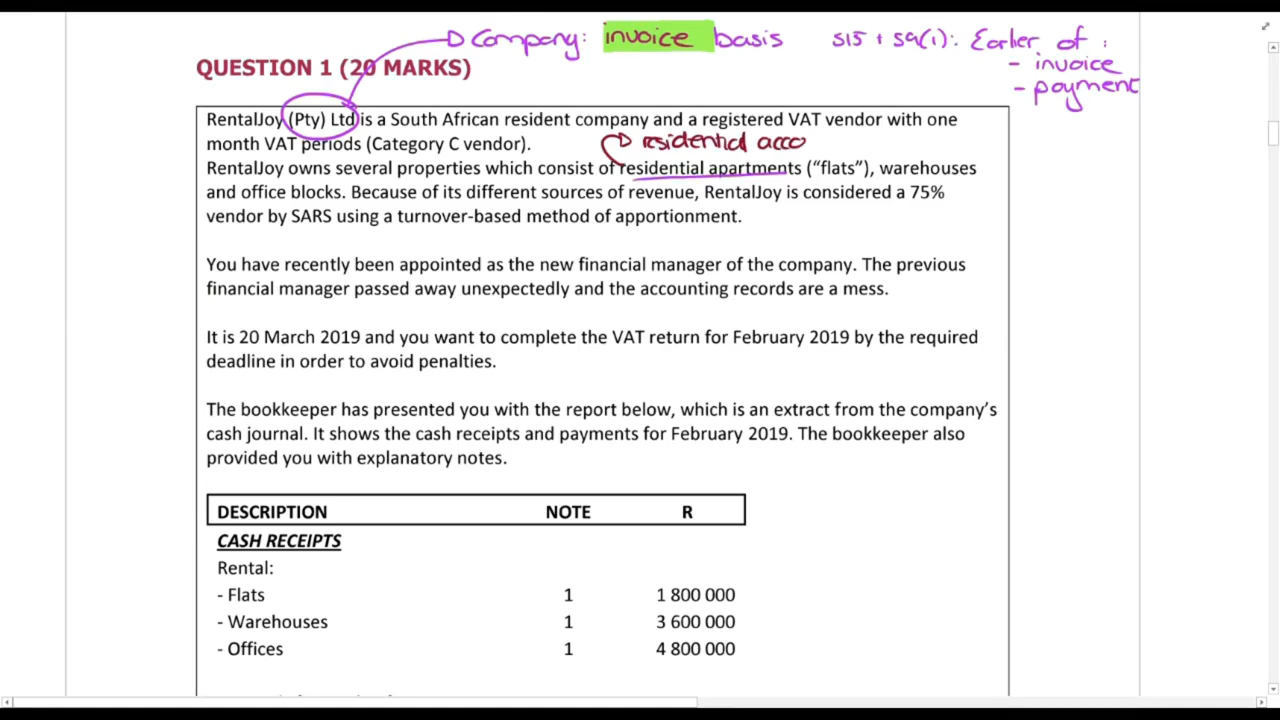 Company: invoice basis s15 + s9(1): Earlier of :
- invoice
QUESTION 1 (20 MARKS)
- payment
RentalJoy (Pty) Ltd is a South African resident company and a registered VAT vendor with one
month VAT periods (Category C vendor).
residential acco
RentalJoy owns several properties which consist of residential apartments (“flats”), warehouses
and office blocks. Because of its different sources of revenue, RentalJoy is considered a 75%
vendor by SARS using a turnover-based method of apportionment.
You have recently been appointed as the new financial manager of the company. The previous
financial manager passed away unexpectedly and the accounting records are a mess.
It is 20 March 2019 and you want to complete the VAT return for February 2019 by the required
deadline in order to avoid penalties.
The bookkeeper has presented you with the report below, which is an extract from the company’s
cash journal. It shows the cash receipts and payments for February 2019. The bookkeeper also
provided you with explanatory notes.
DESCRIPTION NOTE R
CASH RECEIPTS
Rental:
- Flats 1 1 800 000
- Warehouses 1 3 600 000
- Offices 1 4 800 000